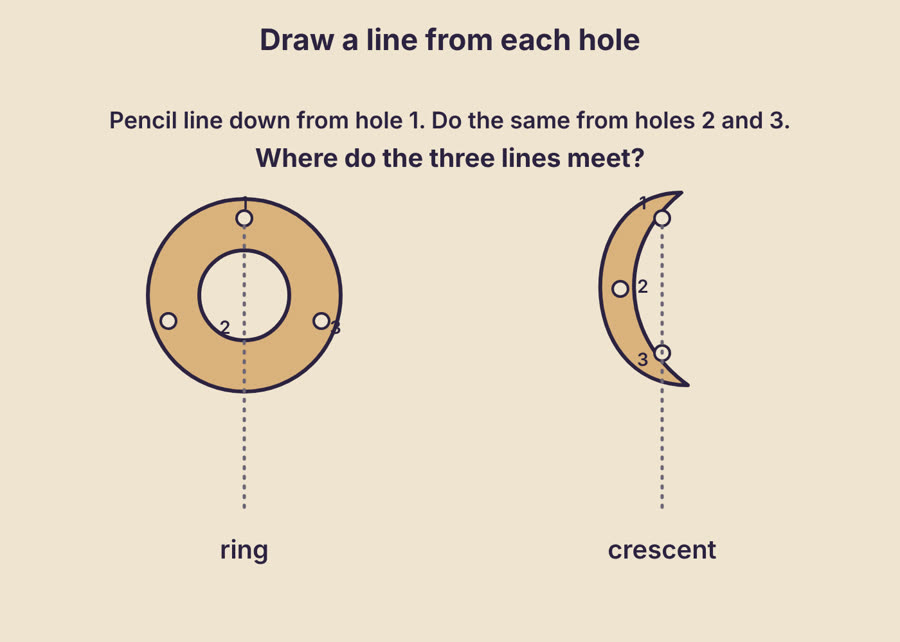 Draw a line from each hole
Pencil line down from hole 1. Do the same from holes 2 and 3.
Where do the three lines meet?
1
2
3
1
2
3
ring
crescent